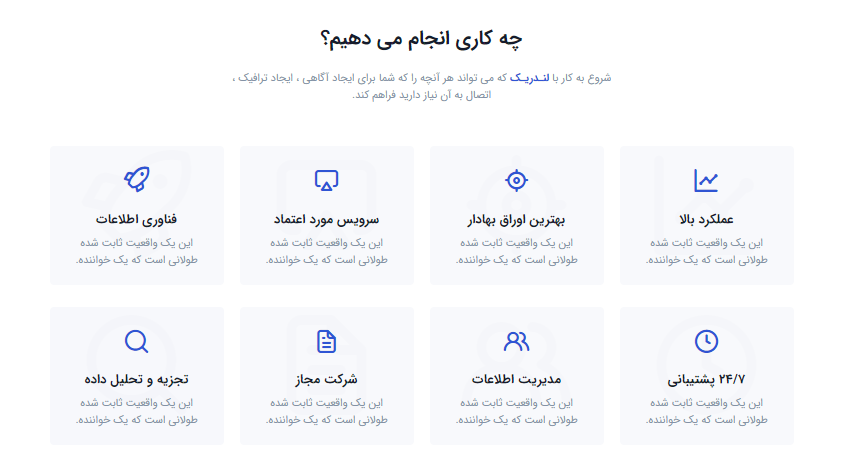 چه کاری انجام می دهیم؟
شروع به کار با لنـدریـک که می تواند هر آنچه را که شما برای ایجاد آگاهی ، ایجاد ترافیک ،
اتصال به آن نیاز دارید فراهم کند.
عملکرد بالا
این یک واقعیت ثابت شده
طولانی است که یک خواننده.
بهترین اوراق بهادار
این یک واقعیت ثابت شده
طولانی است که یک خواننده.
سرویس مورد اعتماد
این یک واقعیت ثابت شده
طولانی است که یک خواننده.
فناوری اطلاعات
این یک واقعیت ثابت شده
طولانی است که یک خواننده.
۲۴/۷ پشتیبانی
این یک واقعیت ثابت شده
طولانی است که یک خواننده.
مدیریت اطلاعات
این یک واقعیت ثابت شده
طولانی است که یک خواننده.
شرکت مجاز
این یک واقعیت ثابت شده
طولانی است که یک خواننده.
تجزیه و تحلیل داده
این یک واقعیت ثابت شده
طولانی است که یک خواننده.